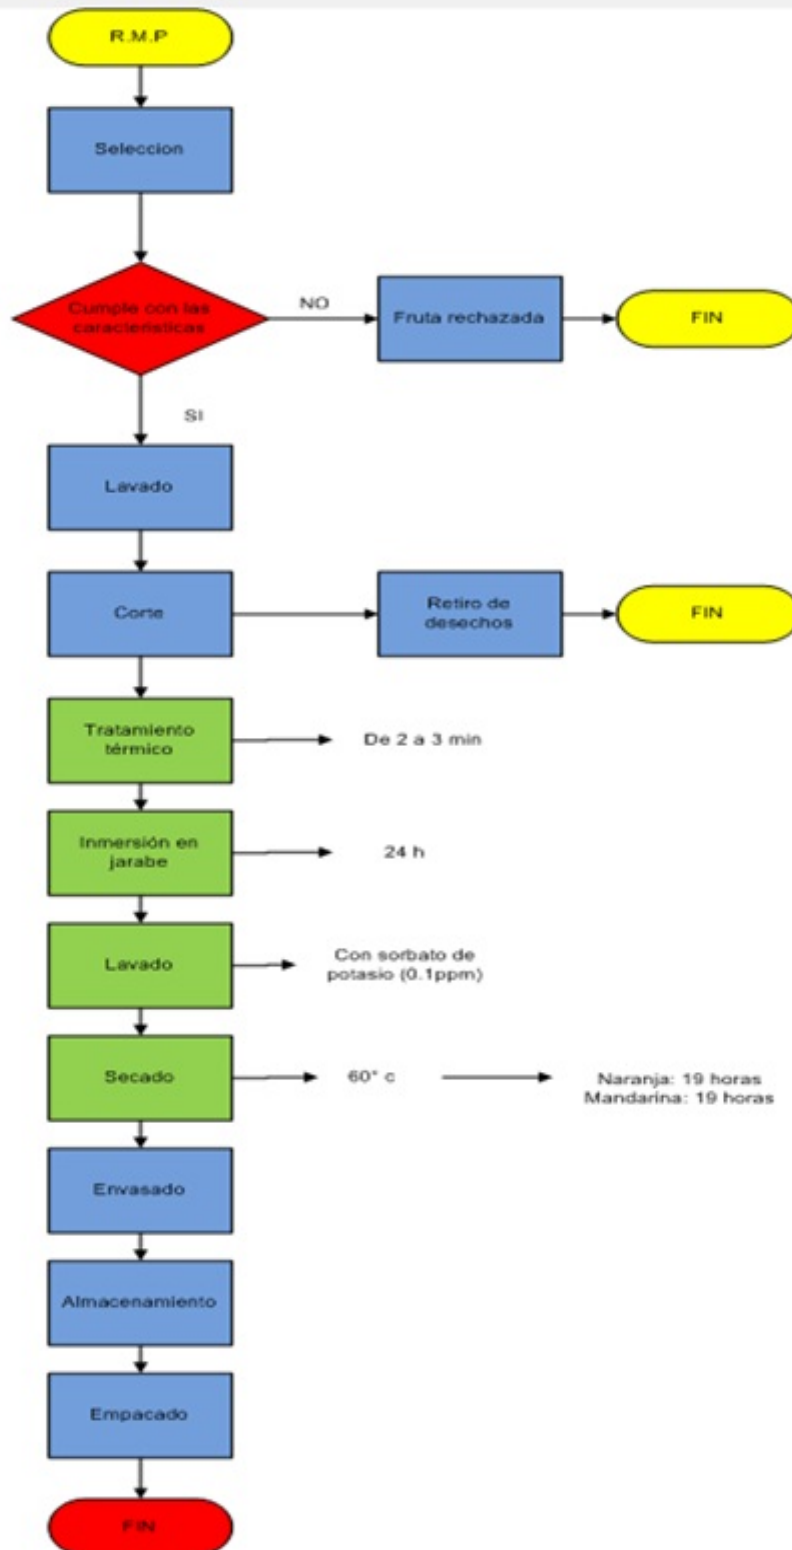 R.M.P
Seleccion
Cumple con las
caracteristicas
NO
Fruta rechazada
FIN
SI
Lavado
Corte
Retiro de
desechos
FIN
Tratamiento
térmico
De 2 a 3 min
Inmersión en
jarabe
24 h
Lavado
Con sorbato de
potasio (0.1ppm)
Secado
60° c
Naranja: 19 horas
Mandarina: 19 horas
Envasado
Almacenamiento
Empacado
FIN